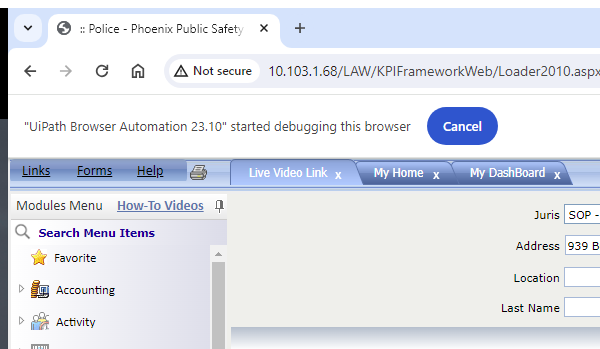 :: Police - Phoenix Public Safety
Not secure 10.103.1.68/LAW/KPIFrameworkWeb/Loader2010.aspx
"UiPath Browser Automation 23.10" started debugging this browser Cancel
Links Forms Help Live Video Link x My Home x My DashBoard x
Modules Menu How-To Videos
Search Menu Items
Favorite
Accounting
Activity
Juris SOP -
Address 939 B
Location
Last Name